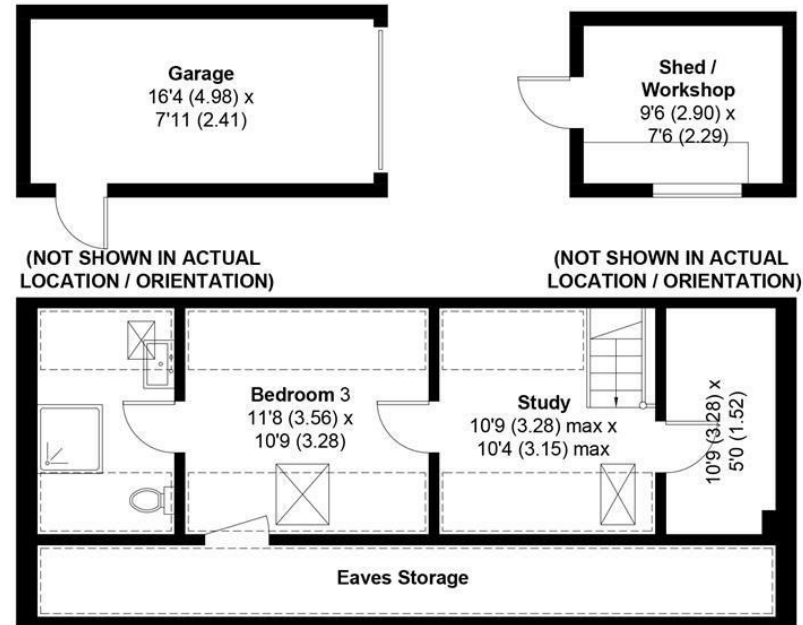 Garage
16'4 (4.98) x
7'11 (2.41)
Shed /
Workshop
9'6 (2.90) x
7'6 (2.29)
(NOT SHOWN IN ACTUAL
LOCATION / ORIENTATION)
(NOT SHOWN IN ACTUAL
LOCATION / ORIENTATION)
Bedroom 3
11'8 (3.56) x
10'9 (3.28)
Study
10'9 (3.28) max x
10'4 (3.15) max
10'9 (3.28) x
5'0 (1.52)
Eaves Storage